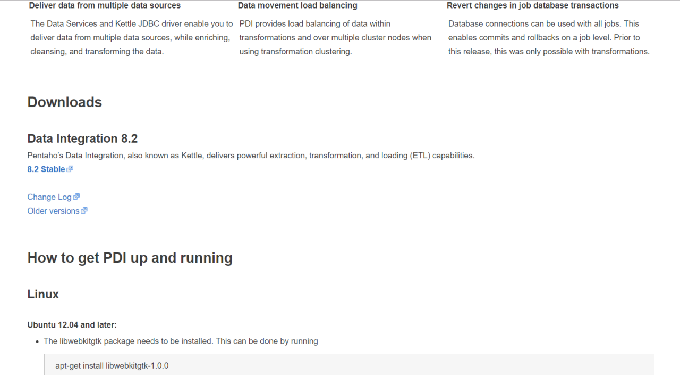 Deliver data from multiple data sources
The Data Services and Kettle JDBC driver enable you to
deliver data from multiple data sources, while enriching,
cleansing, and transforming the data.
Data movement load balancing
PDI provides load balancing of data within
transformations and over multiple cluster nodes when
using transformation clustering.
Revert changes in job database transactions
Database connections can be used with all jobs. This
enables commits and rollbacks on a job level. Prior to
this release, this was only possible with transformations.
Downloads
Data Integration 8.2
Pentaho's Data Integration, also known as Kettle, delivers powerful extraction, transformation, and loading (ETL) capabilities.
8.2 Stable
Change Log
Older versions
How to get PDI up and running
Linux
Ubuntu 12.04 and later:
• The libwebkitgtk package needs to be installed. This can be done by running
apt-get install libwebkitgtk-1.0.0